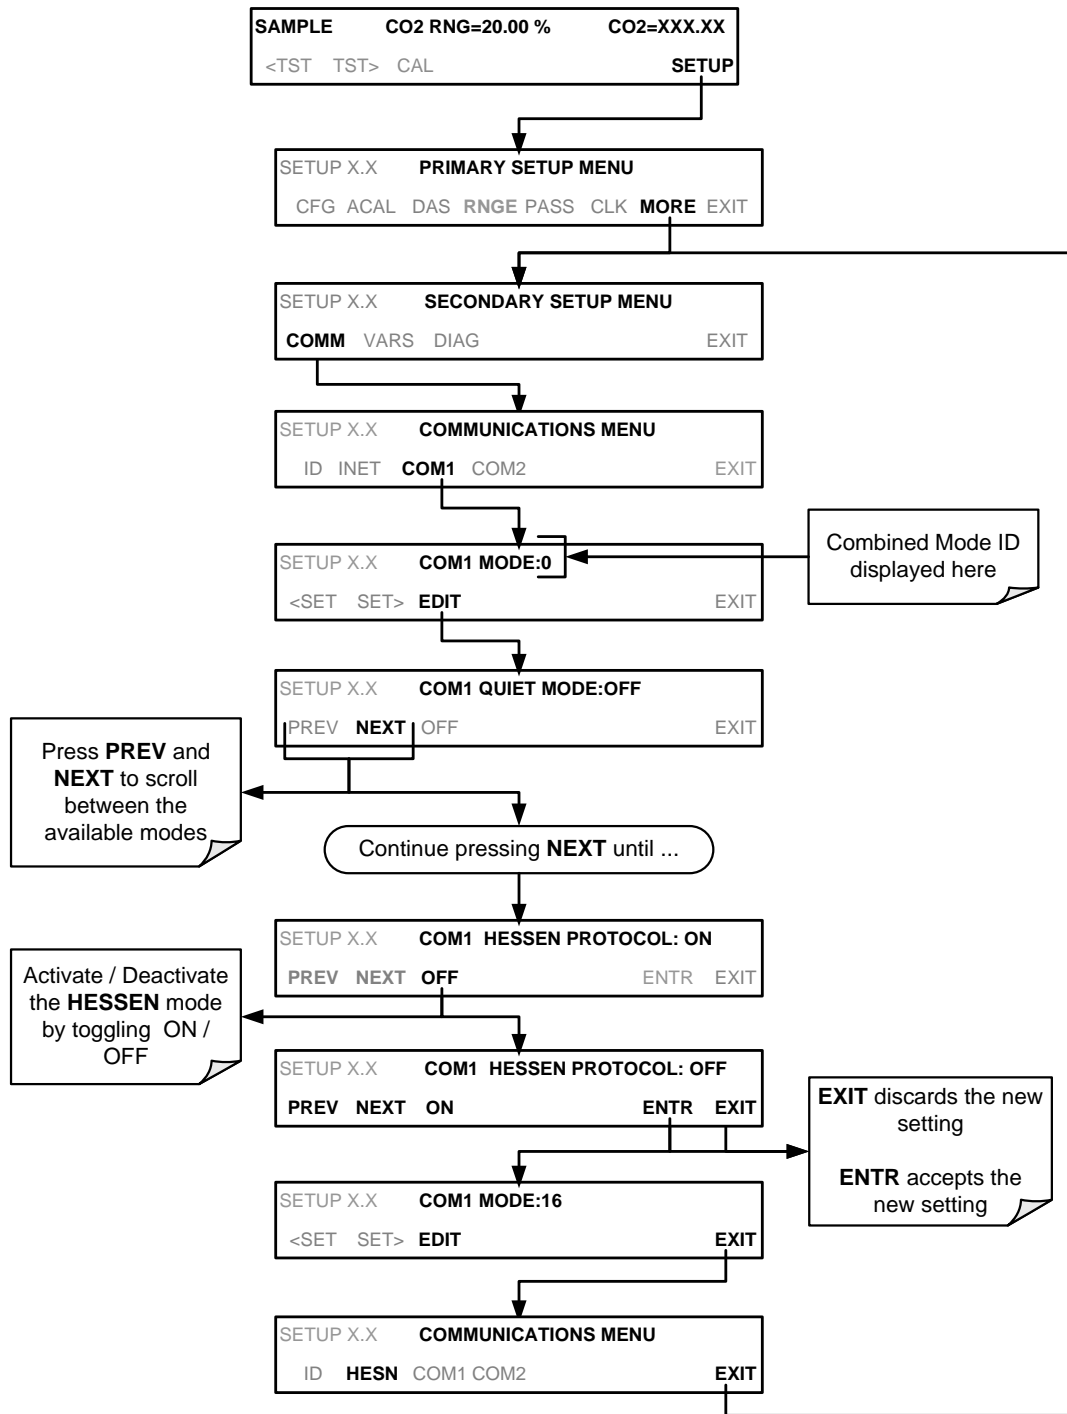 SAMPLE CO2 RNG=20.00 % CO2=XXX.XX
<TST TST> CAL SETUP
SETUP X.X PRIMARY SETUP MENU
CFG ACAL DAS RNGE PASS CLK MORE EXIT
SETUP X.X SECONDARY SETUP MENU
COMM VARS DIAG EXIT
SETUP X.X COMMUNICATIONS MENU
ID INET COM1 COM2 EXIT
SETUP X.X COM1 MODE:0
<SET SET> EDIT EXIT
Combined Mode ID
displayed here
SETUP X.X COM1 QUIET MODE:OFF
PREV NEXT OFF EXIT
Press PREV and
NEXT to scroll
between the
available modes
Continue pressing NEXT until ...
SETUP X.X COM1 HESSEN PROTOCOL: ON
PREV NEXT OFF ENTR EXIT
Activate / Deactivate
the HESSEN mode
by toggling ON /
OFF
SETUP X.X COM1 HESSEN PROTOCOL: OFF
PREV NEXT ON ENTR EXIT
EXIT discards the new
setting
ENTR accepts the
new setting
SETUP X.X COM1 MODE:16
<SET SET> EDIT EXIT
SETUP X.X COMMUNICATIONS MENU
ID HESN COM1 COM2 EXIT